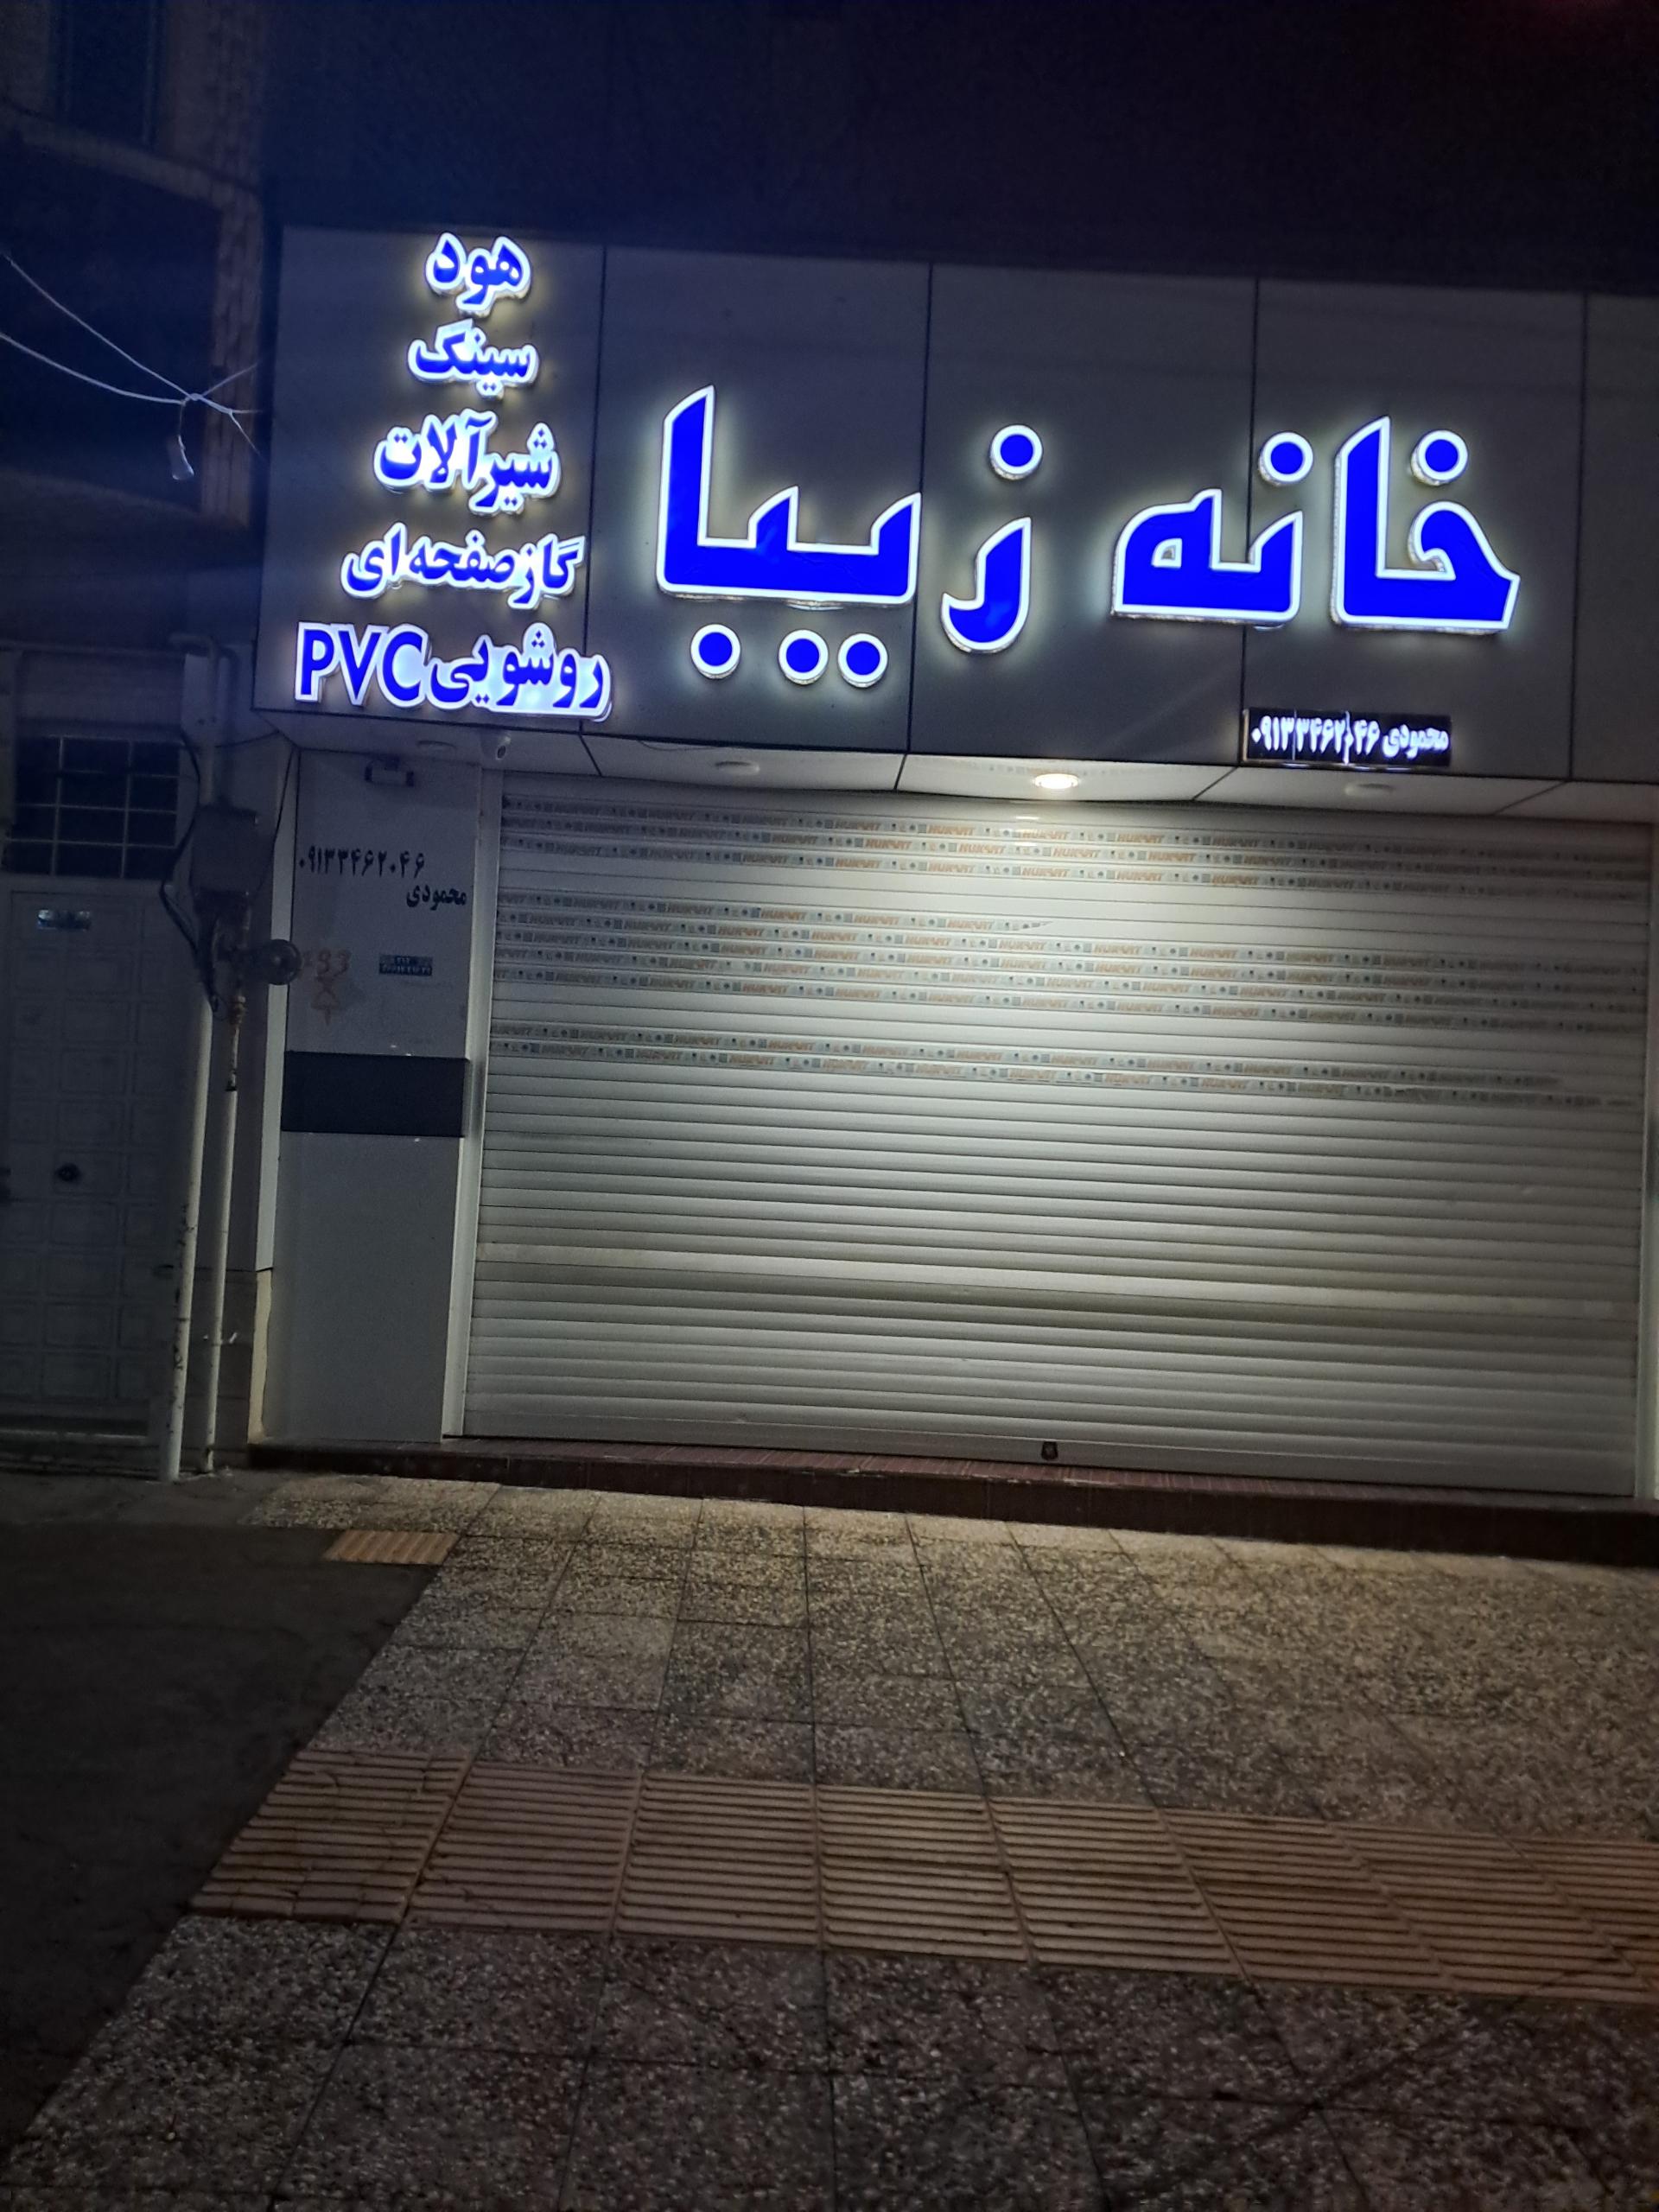 خانه زیبا
هود
سینک
شیرآلات
گاز صفحه ای
روشویی PVC
محمودی ۰۹۱۳۳۴۶۲۰۴۶
۰۹۱۳۳۴۶۲۰۴۶
محمودی